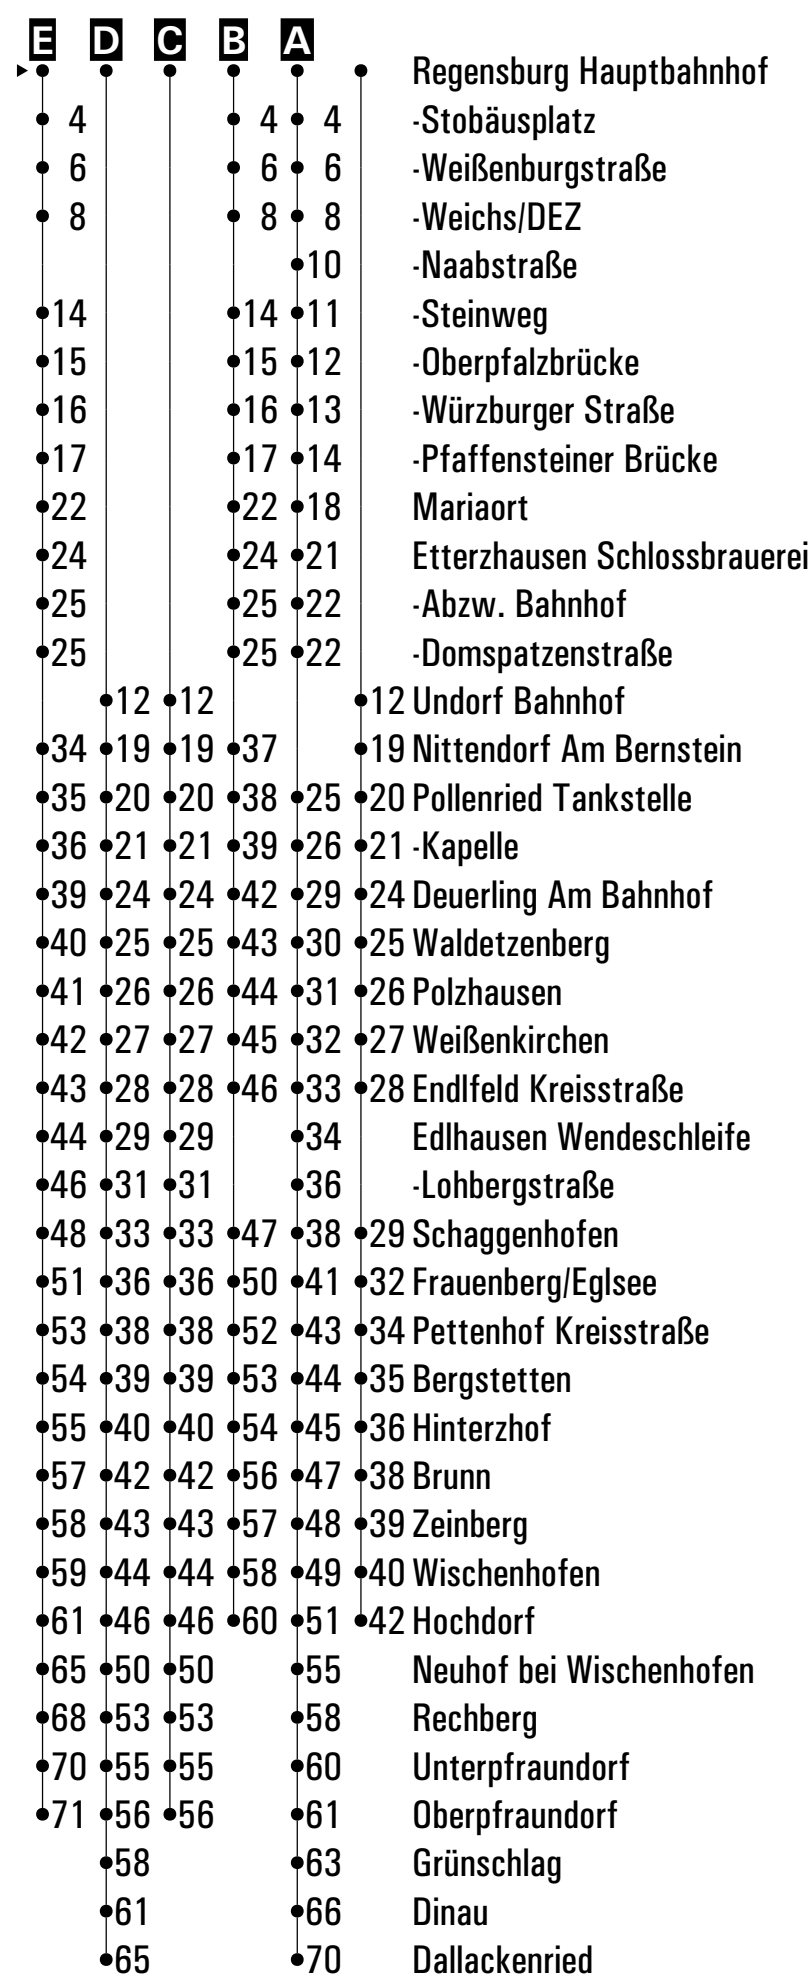 E D C B A
Regensburg Hauptbahnhof
4 4 4 -Stobäusplatz
6 6 6 -Weißenburgstraße
8 8 8 -Weichs/DEZ
10 -Naabstraße
14 14 11 -Steinweg
15 15 12 -Oberpfalzbrücke
16 16 13 -Würzburger Straße
17 17 14 -Pfaffensteiner Brücke
22 22 18 Mariaort
24 24 21 Etterzhausen Schlossbrauerei
25 25 22 -Abzw. Bahnhof
25 25 22 -Domspatzenstraße
12 12 12 Undorf Bahnhof
34 19 19 37 19 Nittendorf Am Bernstein
35 20 20 38 25 20 Pollenried Tankstelle
36 21 21 39 26 21 -Kapelle
39 24 24 42 29 24 Deuerling Am Bahnhof
40 25 25 43 30 25 Waldetzenberg
41 26 26 44 31 26 Polzhausen
42 27 27 45 32 27 Weißenkirchen
43 28 28 46 33 28 Endlfeld Kreisstraße
44 29 29 34 Edlhausen Wendeschleife
46 31 31 36 -Lohbergstraße
48 33 33 47 38 29 Schaggenhofen
51 36 36 50 41 32 Frauenberg/Eglsee
53 38 38 52 43 34 Pettenhof Kreisstraße
54 39 39 53 44 35 Bergstetten
55 40 40 54 45 36 Hinterzhof
57 42 42 56 47 38 Brunn
58 43 43 57 48 39 Zeinberg
59 44 44 58 49 40 Wischenhofen
61 46 46 60 51 42 Hochdorf
65 50 50 55 Neuhof bei Wischenhofen
68 53 53 58 Rechberg
70 55 55 60 Unterpfraundorf
71 56 56 61 Oberpfraundorf
58 63 Grünschlag
61 66 Dinau
65 70 Dallackenried